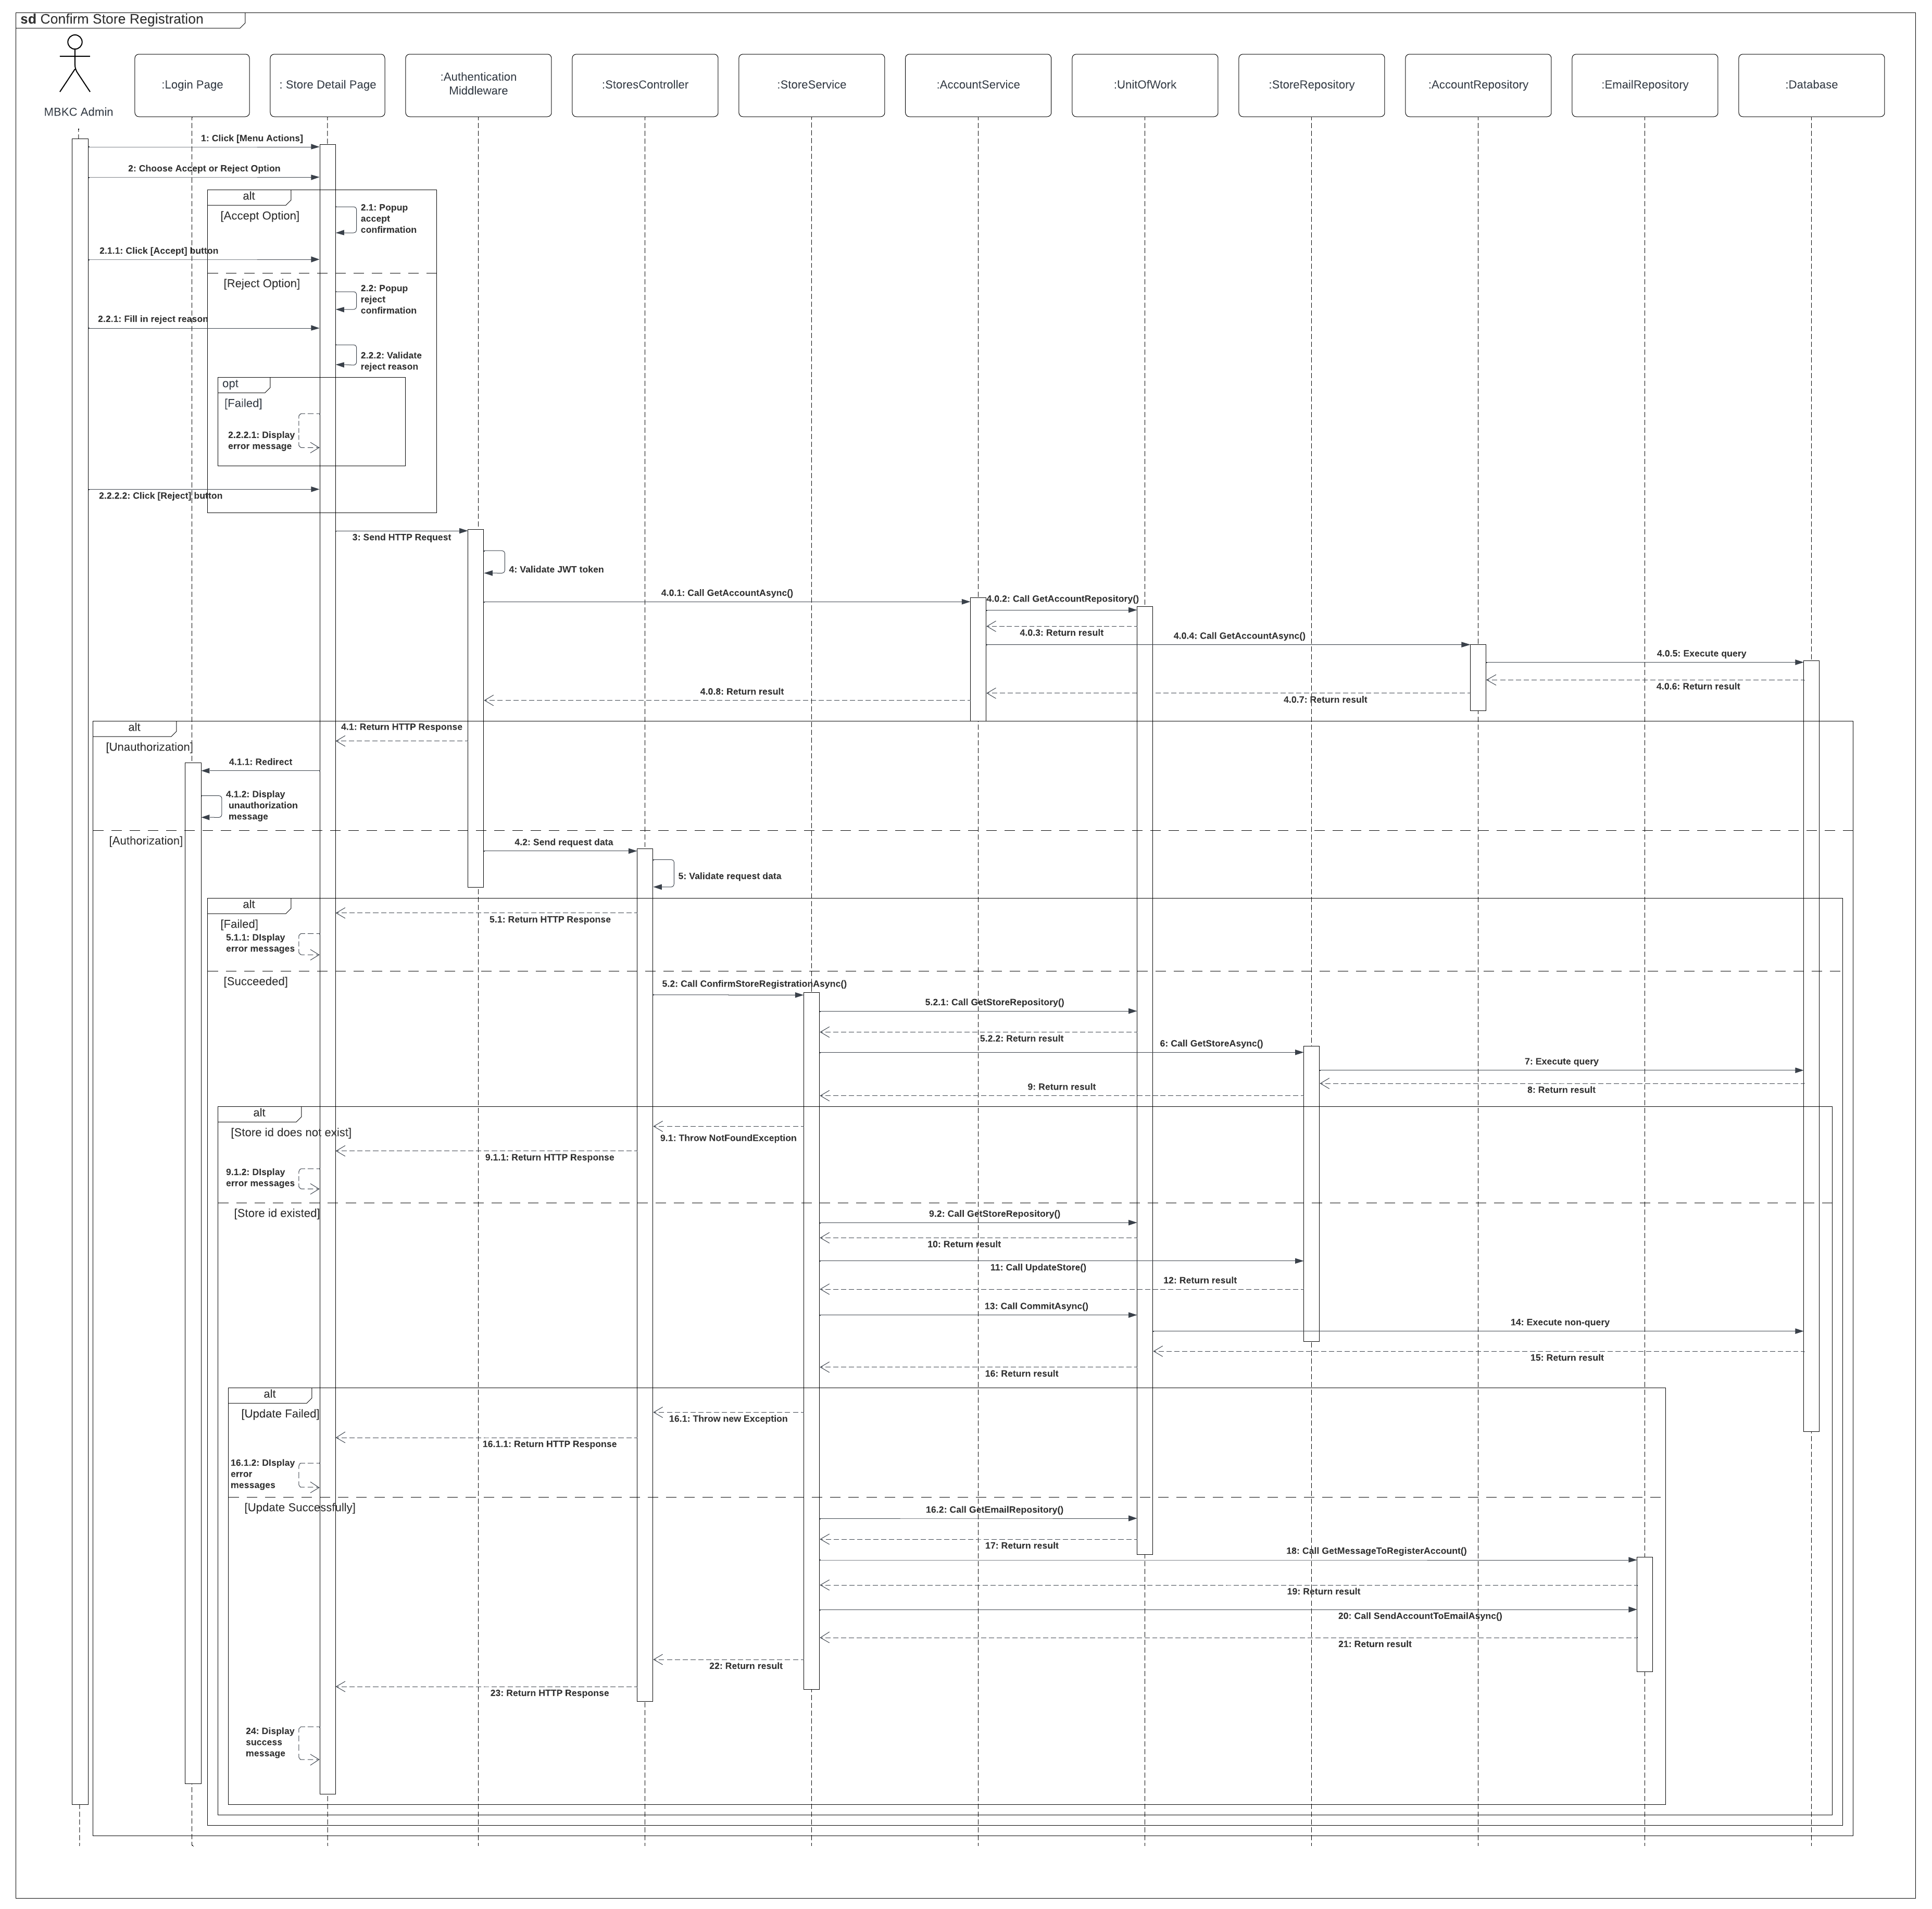 sd Confirm Store Registration
MBKC Admin
:Login Page
: Store Detail Page
:Authentication
Middleware
:StoresController
:StoreService
:AccountService
:UnitOfWork
:StoreRepository
:AccountRepository
:EmailRepository
:Database
1: Click [Menu Actions]
2: Choose Accept or Reject Option
alt
[Accept Option]
2.1: Popup
accept
confirmation
2.1.1: Click [Accept] button
[Reject Option]
2.2: Popup
reject
confirmation
2.2.1: Fill in reject reason
2.2.2: Validate
reject reason
opt
[Failed]
2.2.2.1: Display
error message
2.2.2.2: Click [Reject] button
3: Send HTTP Request
4: Validate JWT token
4.0.1: Call GetAccountAsync()
4.0.2: Call GetAccountRepository()
4.0.3: Return result
4.0.4: Call GetAccountAsync()
4.0.5: Execute query
4.0.6: Return result
4.0.7: Return result
4.0.8: Return result
alt
4.1: Return HTTP Response
[Unauthorization]
4.1.1: Redirect
4.1.2: Display
unauthorization
message
[Authorization]
4.2: Send request data
5: Validate request data
alt
[Failed]
5.1: Return HTTP Response
5.1.1: DIsplay
error messages
[Succeeded]
5.2: Call ConfirmStoreRegistrationAsync()
5.2.1: Call GetStoreRepository()
5.2.2: Return result
6: Call GetStoreAsync()
7: Execute query
8: Return result
9: Return result
alt
[Store id does not exist]
9.1: Throw NotFoundException
9.1.1: Return HTTP Response
9.1.2: DIsplay
error messages
[Store id existed]
9.2: Call GetStoreRepository()
10: Return result
11: Call UpdateStore()
12: Return result
13: Call CommitAsync()
14: Execute non-query
15: Return result
16: Return result
alt
[Update Failed]
16.1: Throw new Exception
16.1.1: Return HTTP Response
16.1.2: DIsplay
error
messages
[Update Successfully]
16.2: Call GetEmailRepository()
17: Return result
18: Call GetMessageToRegisterAccount()
19: Return result
20: Call SendAccountToEmailAsync()
21: Return result
22: Return result
23: Return HTTP Response
24: Display
success
message